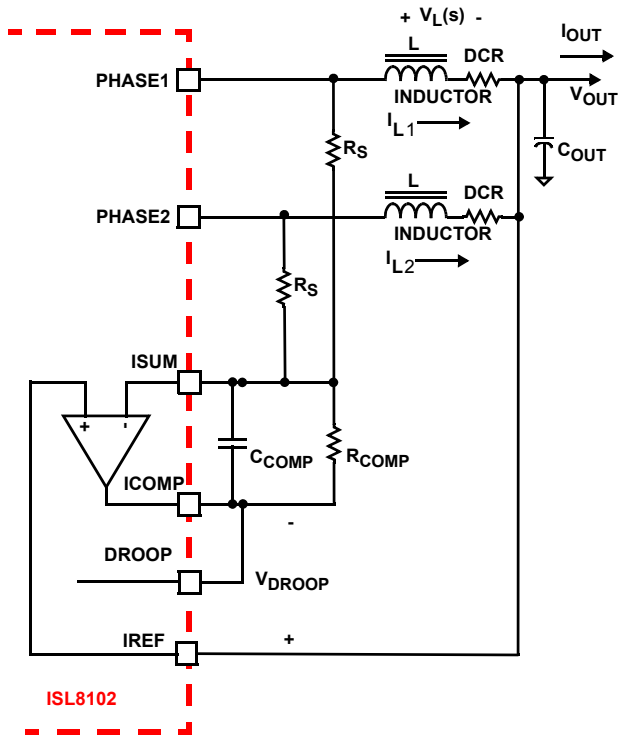 + VL(s) -
IOUT
L
DCR
PHASE1
INDUCTOR
VOUT
IL1
COUT
RS
L
DCR
PHASE2
INDUCTOR
IL2
RS
ISUM
+ -
CCOMP
RCOMP
ICOMP
-
DROOP
VDROOP
IREF
+
ISL8102